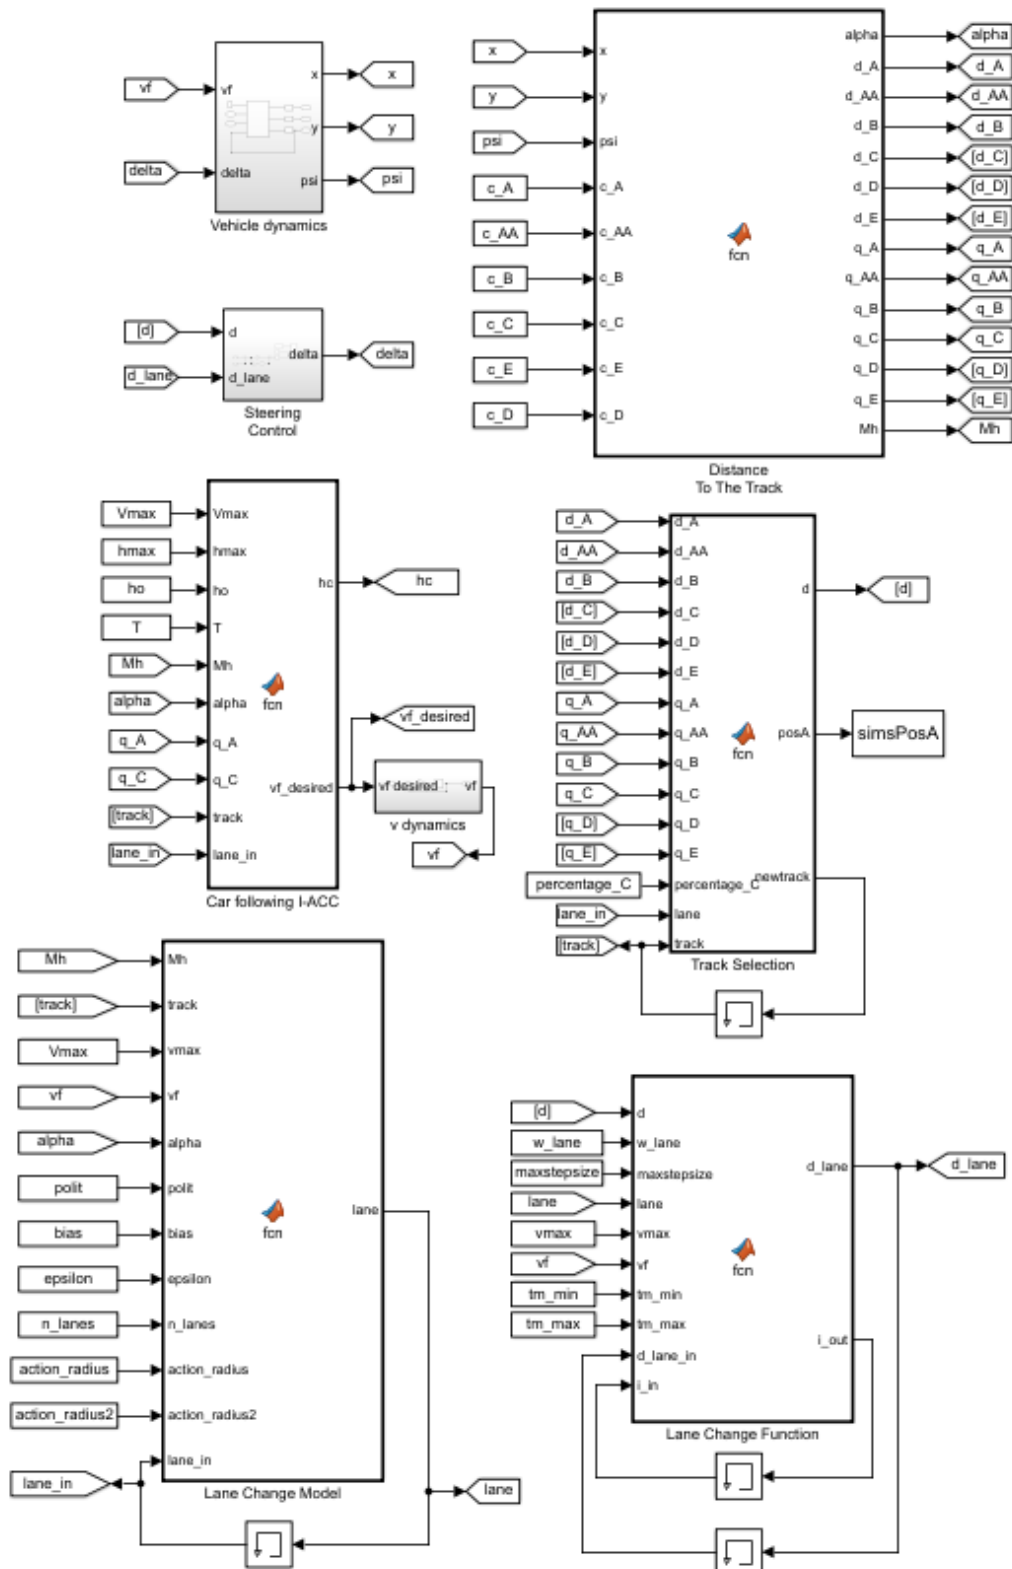 vf
delta
vf
delta
x
y
psi
x
y
psi
Vehicle dynamics
[d]
d_lane
d
d_lane
delta
delta
Steering
Control
x
y
psi
c_A
c_AA
c_B
c_C
c_E
c_D
x
y
psi
c_A
c_AA
c_B
c_C
c_E
c_D
fcn
alpha
d_A
d_AA
d_B
d_C
d_D
d_E
q_A
q_AA
q_B
q_C
q_D
q_E
Mh
alpha
d_A
d_AA
d_B
[d_C]
[d_D]
[d_E]
q_A
q_AA
q_B
q_C
[q_D]
[q_E]
Mh
Distance
To The Track
Vmax
hmax
ho
T
Mh
alpha
q_A
q_C
[track]
lane_in
Vmax
hmax
ho
T
Mh
alpha
q_A
q_C
track
lane_in
fcn
hc
vf_desired
hc
vf_desired
vf desired
vf
v dynamics
vf
Car following I-ACC
d_A
d_AA
d_B
[d_C]
[d_D]
[d_E]
q_A
q_AA
q_B
q_C
[q_D]
[q_E]
percentage_C
lane_in
[track]
d_A
d_AA
d_B
d_C
d_D
d_E
q_A
q_AA
q_B
q_C
q_D
q_E
percentage_C
lane
track
fcn
d
posA
newtrack
[d]
simsPosA
Track Selection
Mh
[track]
Vmax
vf
alpha
polit
bias
epsilon
n_lanes
action_radius
action_radius2
lane_in
Mh
track
vmax
vf
alpha
polit
bias
epsilon
n_lanes
action_radius
action_radius2
lane_in
fcn
lane
lane
Lane Change Model
[d]
w_lane
maxstepsize
lane
vmax
vf
tm_min
tm_max
d
w_lane
maxstepsize
lane
vmax
vf
tm_min
tm_max
d_lane_in
i_in
fcn
d_lane
i_out
d_lane
Lane Change Function